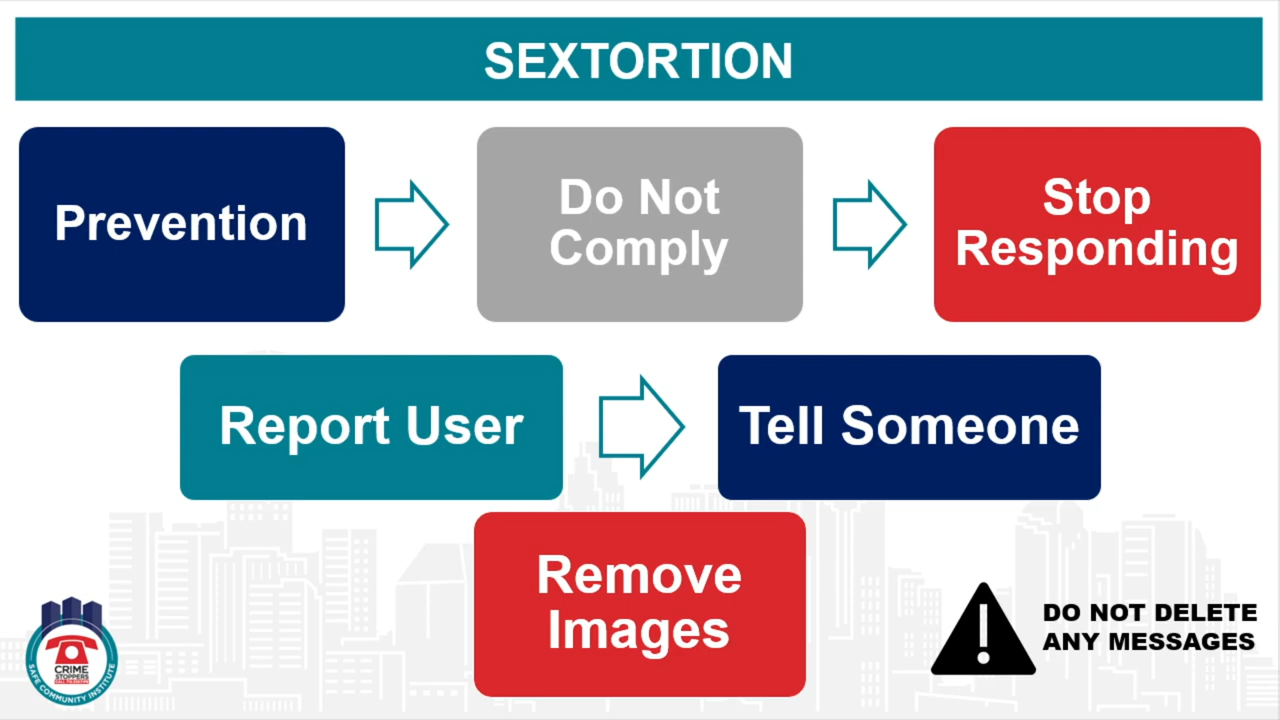 SEXTORTION
Prevention
Do Not
Comply
Stop
Responding
Report User
Tell Someone
Remove
Images
DO NOT DELETE
ANY MESSAGES
CRIME
STOPPERS
SAFE COMMUNITY INSTITUTE